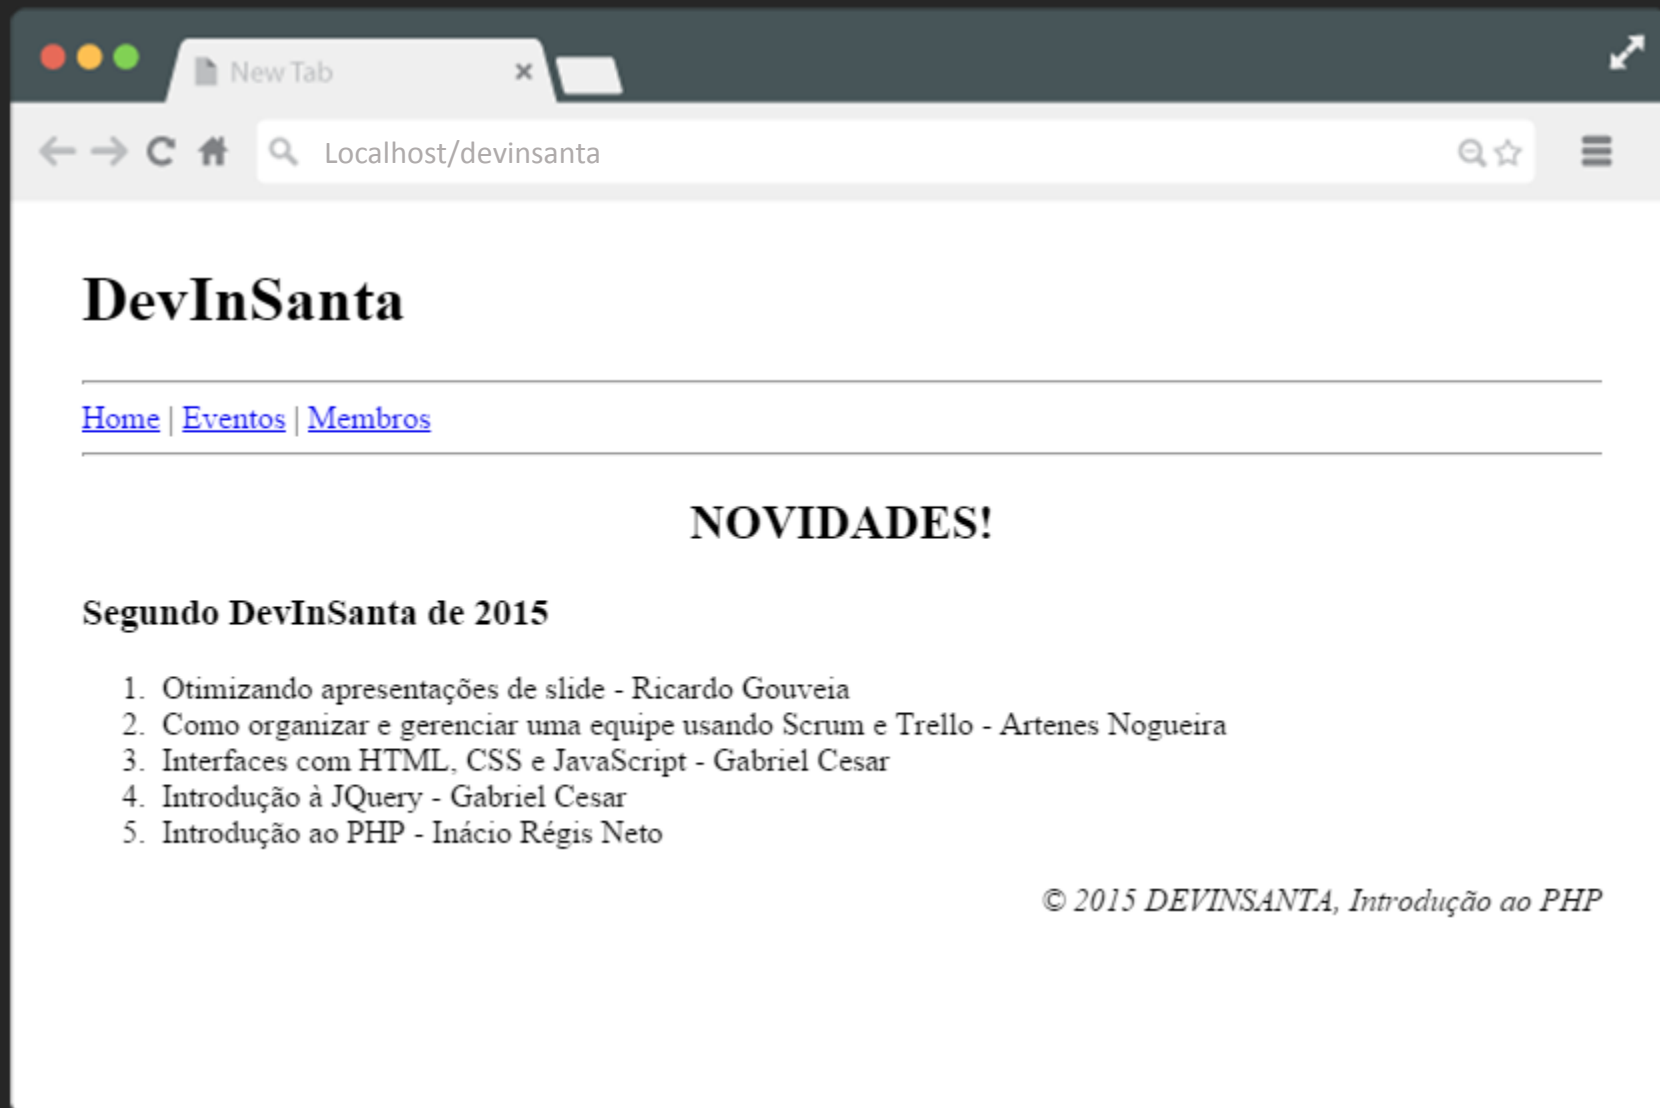 New Tab
Localhost/devinsanta
DevInSanta
Home | Eventos | Membros
NOVIDADES!
Segundo DevInSanta de 2015
1. Otimizando apresentações de slide - Ricardo Gouveia
2. Como organizar e gerenciar uma equipe usando Scrum e Trello - Artenes Nogueira
3. Interfaces com HTML, CSS e JavaScript - Gabriel Cesar
4. Introdução à JQuery - Gabriel Cesar
5. Introdução ao PHP - Inácio Régis Neto
© 2015 DEVINSANTA, Introdução ao PHP